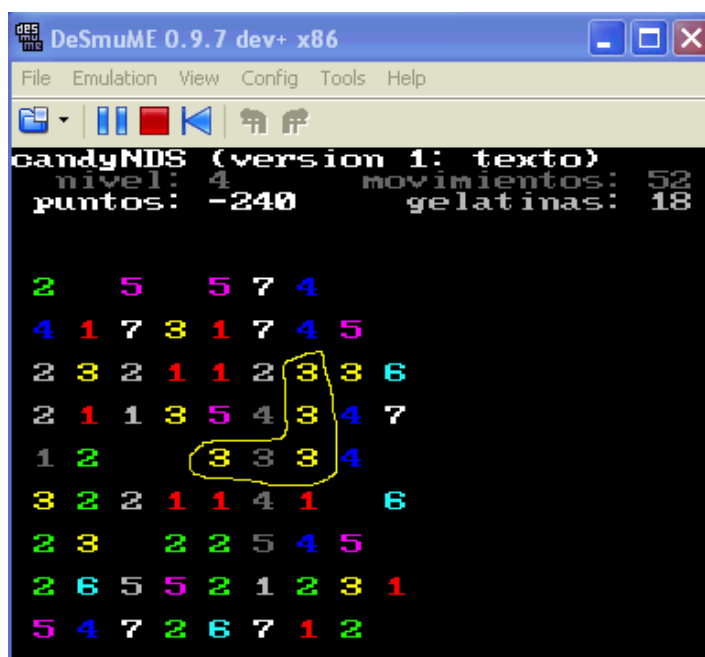 DeSmuME 0.9.7 dev+ x86
File Emulation View Config Tools Help
candyNDS (version 1: texto)
nivel: 4 movimientos: 52
puntos: -240 gelatinas: 18
2 5 5 7 4
4 1 7 3 1 7 4 5
2 3 2 1 1 2 3 3 6
2 1 1 3 5 4 3 4 7
1 2 3 3 3 4
3 2 2 1 1 4 1 6
2 3 2 2 5 4 5
2 6 5 5 2 1 2 3 1
5 4 7 2 6 7 1 2